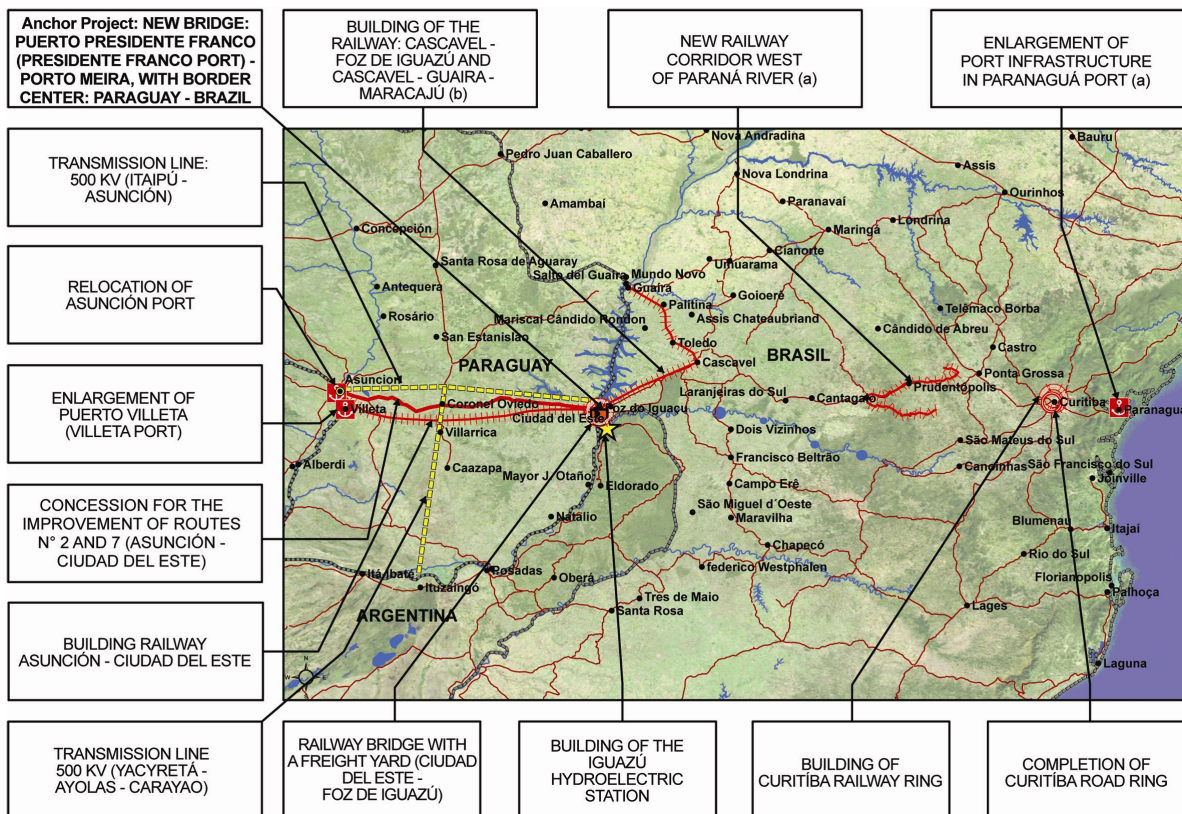 Anchor Project: NEW BRIDGE:
PUERTO PRESIDENTE FRANCO
(PRESIDENTE FRANCO PORT) -
PORTO MEIRA, WITH BORDER
CENTER: PARAGUAY - BRAZIL
BUILDING OF THE
RAILWAY: CASCAVEL -
FOZ DE IGUAZÚ AND
CASCAVEL - GUAIRA -
MARACAJÚ (b)
NEW RAILWAY
CORRIDOR WEST
OF PARANÁ RIVER (a)
ENLARGEMENT OF
PORT INFRASTRUCTURE
IN PARANAGUÁ PORT (a)
TRANSMISSION LINE:
500 KV (ITAIPÚ -
ASUNCIÓN)
RELOCATION OF
ASUNCIÓN PORT
ENLARGEMENT OF
PUERTO VILLETA
(VILLETA PORT)
CONCESSION FOR THE
IMPROVEMENT OF ROUTES
N° 2 AND 7 (ASUNCIÓN -
CIUDAD DEL ESTE)
BUILDING RAILWAY
ASUNCIÓN - CIUDAD DEL ESTE
TRANSMISSION LINE
500 KV (YACYRETÁ -
AYOLAS - CARAYAO)
RAILWAY BRIDGE WITH
A FREIGHT YARD (CIUDAD
DEL ESTE -
FOZ DE IGUAZÚ)
BUILDING OF THE
IGUAZÚ
HYDROELECTRIC
STATION
BUILDING OF
CURITÍBA RAILWAY RING
COMPLETION OF
CURITÍBA ROAD RING
Nova Andradina
Bauru
Pedro Juan Caballero
Assis
Nova Londrina
Ourinhos
Amambaí
Paranavaí
Londrina
Concepción
Maringá
Cianorte
Santa Rosa de Aguaray
Umuarama
Salto del Guaira
Mundo Novo
Guaira
Antequera
Goioerê
Palitina
Telêmaco Borba
Rosário
Mariscal Cândido Rondon
Assis Chateaubriand
Cândido de Abreu
San Estanislao
Toledo
Castro
PARAGUAY
BRASIL
Cascavel
Ponta Grossa
Asuncion
Prudentópolis
Laranjeiras do Sul
Cantagalo
Curitiba
Villeta
Coronel Oviedo
Foz do Iguaçu
Paranagua
Ciudad del Este
Villarrica
Dois Vizinhos
São Mateus do Sul
Alberdi
Caazapa
Francisco Beltrão
Canoinhas
São Francisco do Sul
Mayor J. Otaño
Eldorado
Campo Erê
Joinville
São Miguel d´Oeste
Natálio
Maravilha
Blumenau
Itajaí
Chapecó
Rio do Sul
Itá Ibaté
Posadas
Oberá
federico Westphalen
Florianopolis
Ituzaingó
Palhoça
Tres de Maio
ARGENTINA
Santa Rosa
Lages
Laguna
N
W
E